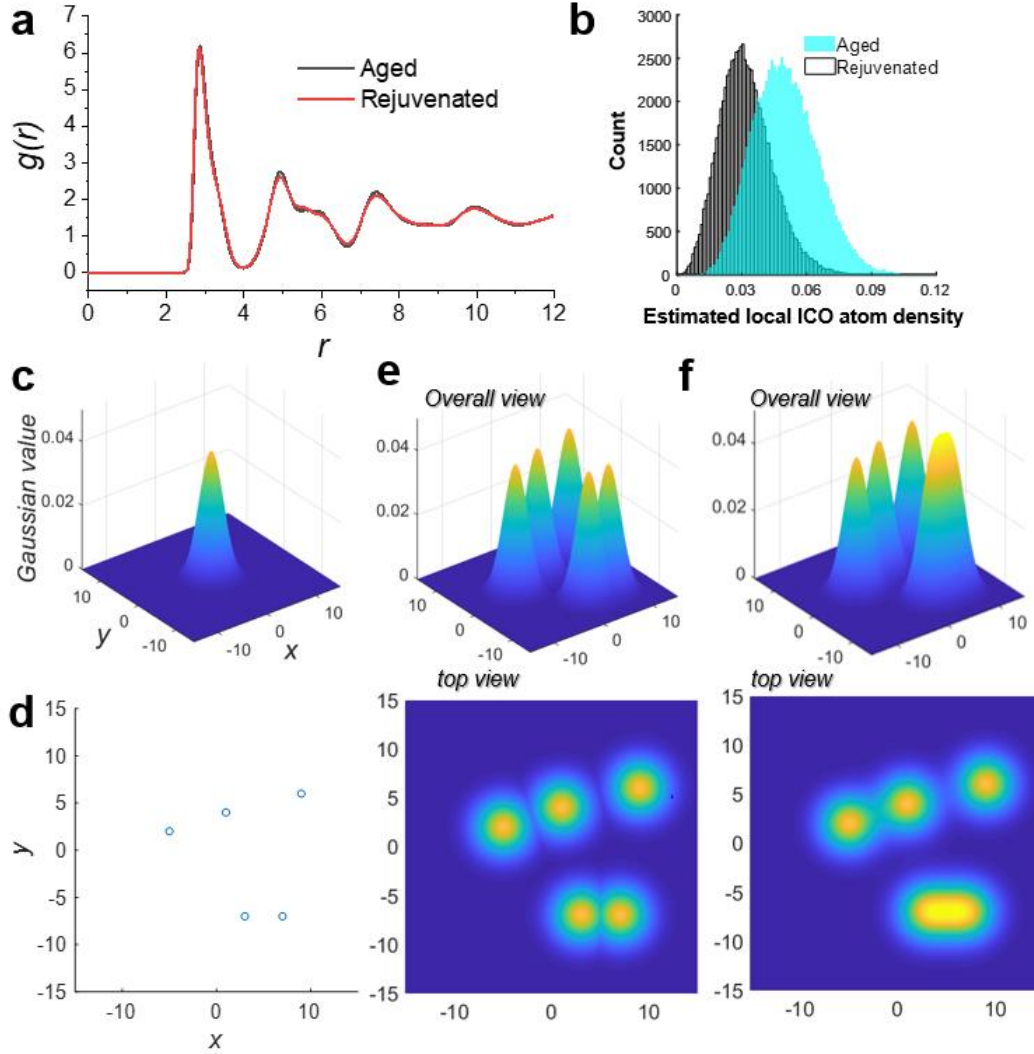 a
7
6
5
4
3
2
1
0
g(r)
Aged
Rejuvenated
0 2 4 6 8 10 12
r
b
3000
2500
2000
1500
1000
500
0
Count
Aged
Rejuvenated
0 0.03 0.06 0.09 0.12
Estimated local ICO atom density
c
Gaussian value
0.04
0.02
0
10
0
-10
y
-10
0
10
x
e
Overall view
0.04
0.02
0
10
0
-10
-10
0
10
f
Overall view
0.04
0.02
0
10
0
-10
-10
0
10
d
15
10
5
0
-5
-10
-15
y
-10 0 10
x
top view
15
10
5
0
-5
-10
-15
-10 0 10
top view
15
10
5
0
-5
-10
-15
-10 0 10